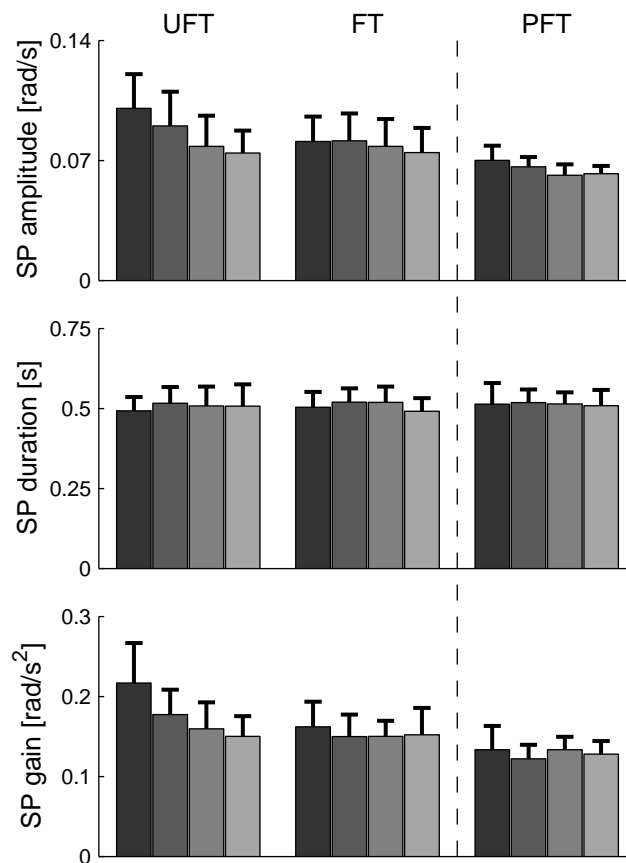 UFT FT PFT
SP amplitude [rad/s]
0.14
0.07
0
SP duration [s]
0.75
0.5
0.25
0
SP gain [rad/s²]
0.3
0.2
0.1
0